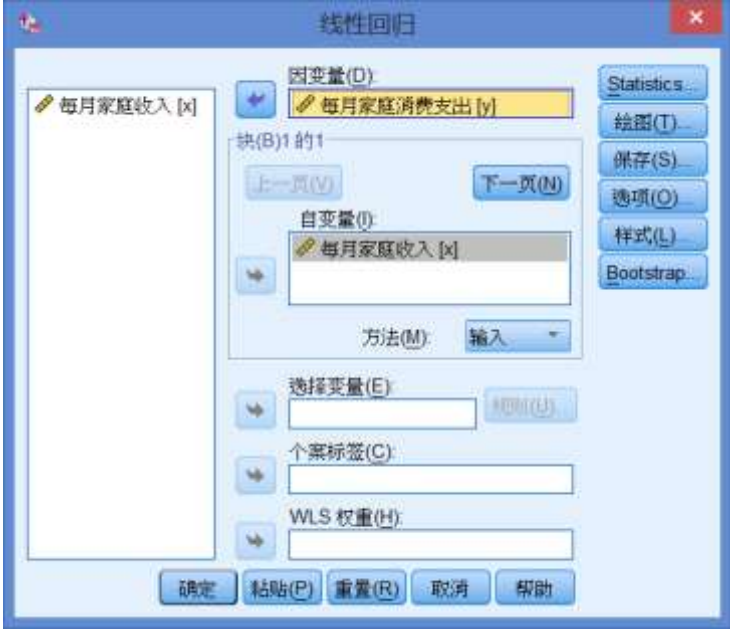 线性回归
每月家庭收入 [x]
因变量(D):
每月家庭消费支出 [y]
块(B)1 的1
上一页(V)
下一页(N)
自变量(I):
每月家庭收入 [x]
方法(M):
输入
选择变量(E):
规则(U)...
个案标签(C):
WLS 权重(H):
Statistics...
绘图(T)...
保存(S)...
选项(O)...
样式(L)...
Bootstrap...
确定
粘贴(P)
重置(R)
取消
帮助